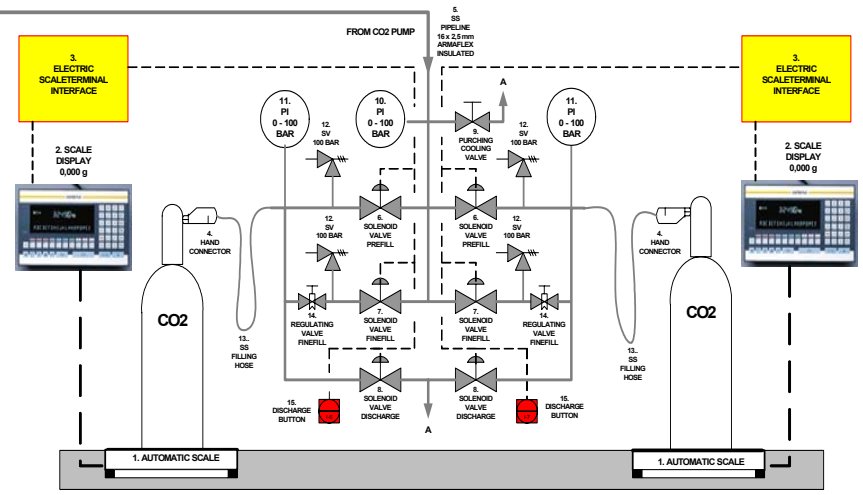 FROM CO2 PUMP
5.
SS
PIPELINE
16 x 2,5 mm
ARMAFLEX
INSULATED
3.
ELECTRIC
SCALETERMINAL
INTERFACE
3.
ELECTRIC
SCALETERMINAL
INTERFACE
A
11.
PI
0 - 100
BAR
10.
PI
0 - 100
BAR
11.
PI
0 - 100
BAR
12.
SV
100 BAR
9.
PURCHING
COOLING
VALVE
12.
SV
100 BAR
2. SCALE
DISPLAY
0,000 g
2. SCALE
DISPLAY
0,000 g
4.
HAND
CONNECTOR
6.
SOLENOID
VALVE
PREFILL
6.
SOLENOID
VALVE
PREFILL
4.
HAND
CONNECTOR
12.
SV
100 BAR
12.
SV
100 BAR
CO2
CO2
14.
REGULATING
VALVE
FINEFILL
7.
SOLENOID
VALVE
FINEFILL
7.
SOLENOID
VALVE
FINEFILL
14.
REGULATING
VALVE
FINEFILL
13..
SS
FILLING
HOSE
13..
SS
FILLING
HOSE
15.
DISCHARGE
BUTTON
8.
SOLENOID
VALVE
DISCHARGE
8.
SOLENOID
VALVE
DISCHARGE
15.
DISCHARGE
BUTTON
A
1. AUTOMATIC SCALE
1. AUTOMATIC SCALE